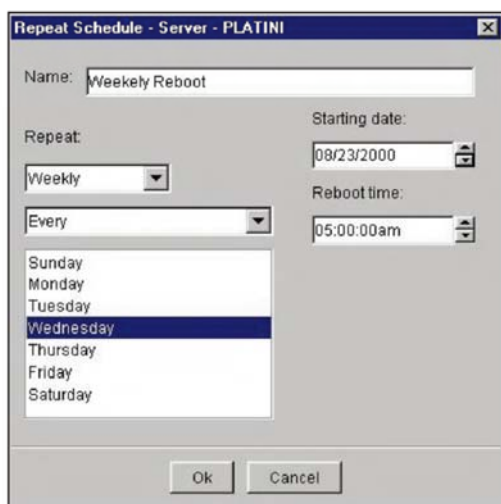 Repeat Schedule - Server - PLATINI
Name: Weekely Reboot
Repeat:
Weekly
Every
Sunday
Monday
Tuesday
Wednesday
Thursday
Friday
Saturday
Starting date:
08/23/2000
Reboot time:
05:00:00am
Ok
Cancel